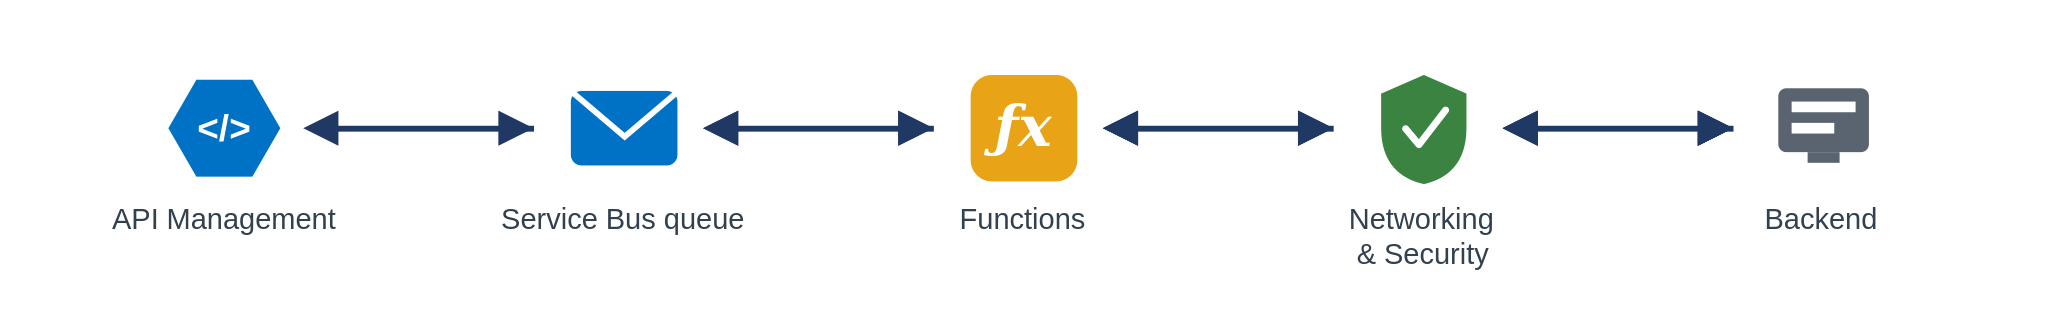 </>
fx
API Management
Service Bus queue
Functions
Networking
& Security
Backend